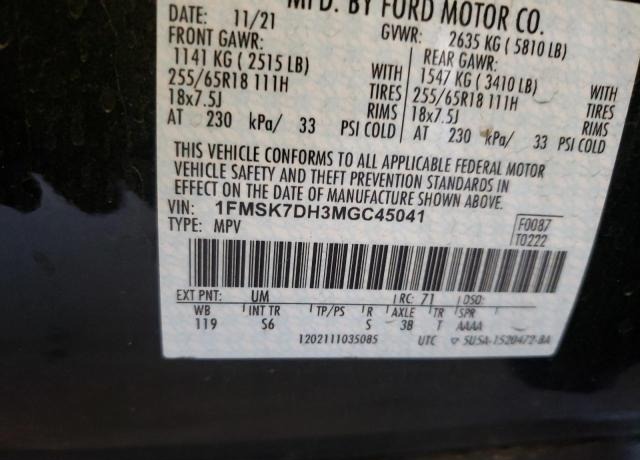 MFD. BY FORD MOTOR CO.
DATE: 11/21
GVWR: 2635 KG ( 5810 LB)
FRONT GAWR:
REAR GAWR:
1141 KG ( 2515 LB) WITH
1547 KG ( 3410 LB) WITH
255/65R18 111H TIRES
255/65R18 111H TIRES
18x7.5J RIMS
18x7.5J RIMS
AT 230 kPa/ 33 PSI COLD
AT 230 kPa/ 33 PSI COLD
THIS VEHICLE CONFORMS TO ALL APPLICABLE FEDERAL MOTOR
VEHICLE SAFETY AND THEFT PREVENTION STANDARDS IN
EFFECT ON THE DATE OF MANUFACTURE SHOWN ABOVE.
VIN: 1FMSK7DH3MGC45041
TYPE: MPV
F0087
T0222
EXT PNT: UM RC: 71 DSO:
WB INT TR TP/PS R AXLE TR SPR
119 S6 S 3B T AAAA
1202111035085 UTC 5U5A-1520472-BA